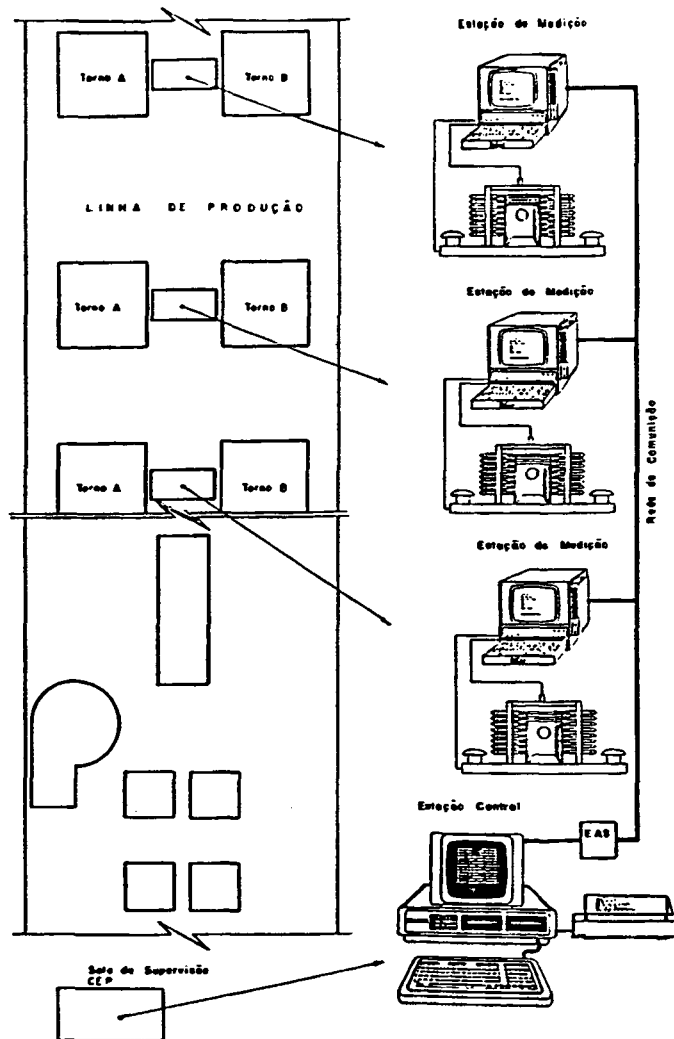 Estação de Medição
Torno A
Torno B
LINHA DE PRODUÇÃO
Estação de Medição
Torno A
Torno B
Rede de Comunição
Torno A
Torno B
Estação de Medição
Estação Central
EAS
Sala de Supervisão
CEP